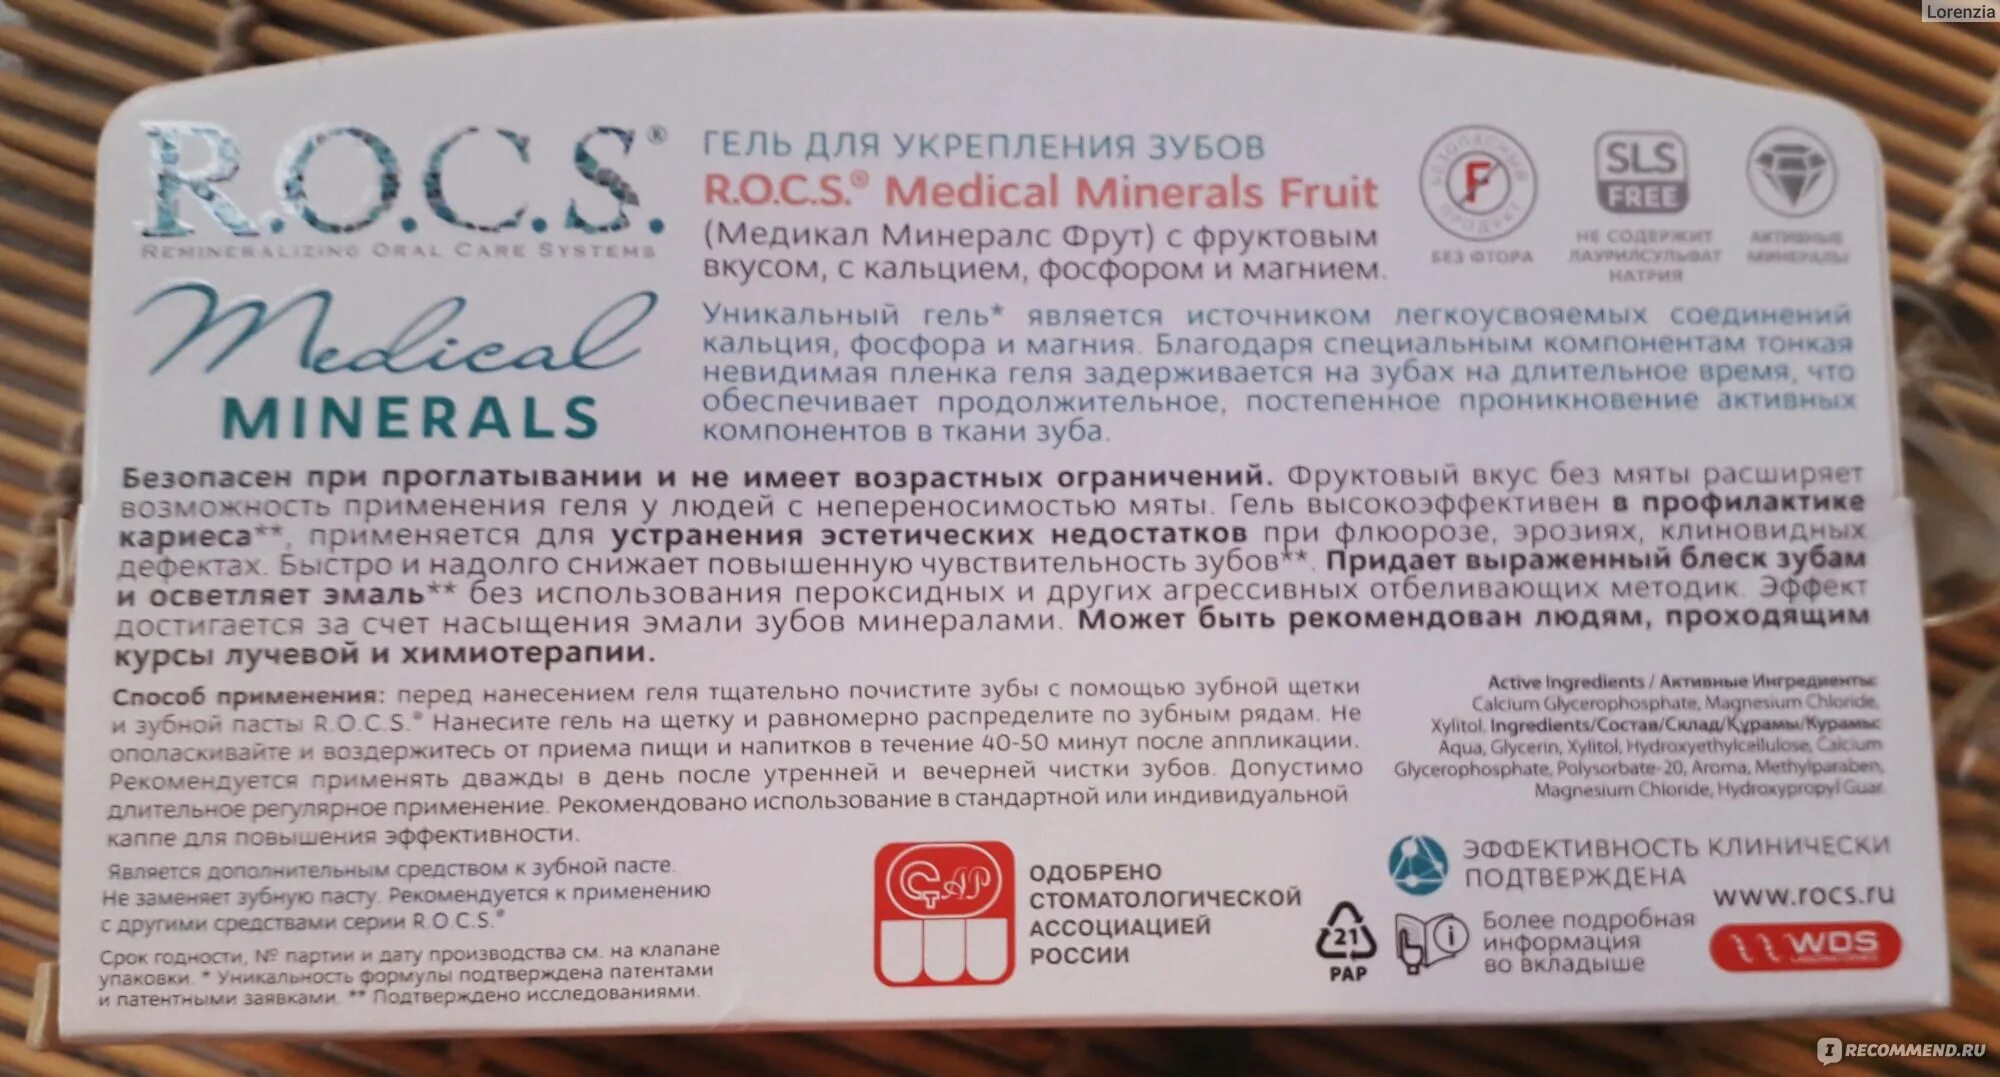 Lorenzia
R.O.C.S.®
REMINERALIZING ORAL CARE SYSTEMS
Medical
MINERALS
ГЕЛЬ ДЛЯ УКРЕПЛЕНИЯ ЗУБОВ
R.O.C.S.® Medical Minerals Fruit
(Медикал Минералс Фрут) с фруктовым
вкусом, с кальцием, фосфором и магнием.
БЕЗОПАСНЫЙ ПРОДУКТ
F
БЕЗ ФТОРА
SLS
FREE
НЕ СОДЕРЖИТ
ЛАУРИЛСУЛЬФАТ
НАТРИЯ
АКТИВНЫЕ
МИНЕРАЛЫ
Уникальный гель* является источником легкоусвояемых соединений
кальция, фосфора и магния. Благодаря специальным компонентам тонкая
невидимая пленка геля задерживается на зубах на длительное время, что
обеспечивает продолжительное, постепенное проникновение активных
компонентов в ткани зуба.
Безопасен при проглатывании и не имеет возрастных ограничений. Фруктовый вкус без мяты расширяет
возможность применения геля у людей с непереносимостью мяты. Гель высокоэффективен в профилактике
кариеса**, применяется для устранения эстетических недостатков при флюорозе, эрозиях, клиновидных
дефектах. Быстро и надолго снижает повышенную чувствительность зубов**. Придает выраженный блеск зубам
и осветляет эмаль** без использования пероксидных и других агрессивных отбеливающих методик. Эффект
достигается за счет насыщения эмали зубов минералами. Может быть рекомендован людям, проходящим
курсы лучевой и химиотерапии.
Способ применения: перед нанесением геля тщательно почистите зубы с помощью зубной щетки
и зубной пасты R.O.C.S.® Нанесите гель на щетку и равномерно распределите по зубным рядам. Не
ополаскивайте и воздержитесь от приема пищи и напитков в течение 40-50 минут после аппликации.
Рекомендуется применять дважды в день после утренней и вечерней чистки зубов. Допустимо
длительное регулярное применение. Рекомендовано использование в стандартной или индивидуальной
каппе для повышения эффективности.
Active Ingredients / Активные Ингредиенты:
Calcium Glycerophosphate, Magnesium Chloride,
Xylitol. Ingredients/Состав/Склад/Құрамы/Курамы:
Aqua, Glycerin, Xylitol, Hydroxyethylcellulose, Calcium
Glycerophosphate, Polysorbate-20, Aroma, Methylparaben,
Magnesium Chloride, Hydroxypropyl Guar.
Является дополнительным средством к зубной пасте.
Не заменяет зубную пасту. Рекомендуется к применению
с другими средствами серии R.O.C.S.®
Срок годности, № партии и дату производства см. на клапане
упаковки. * Уникальность формулы подтверждена патентами
и патентными заявками. ** Подтверждено исследованиями.
СтАР
ОДОБРЕНО
СТОМАТОЛОГИЧЕСКОЙ
АССОЦИАЦИЕЙ
РОССИИ
21
PAP
ЭФФЕКТИВНОСТЬ КЛИНИЧЕСКИ
ПОДТВЕРЖДЕНА
www.rocs.ru
i
Более подробная
информация
во вкладыше
WDS
LABORATORIES
I RECOMMEND.RU